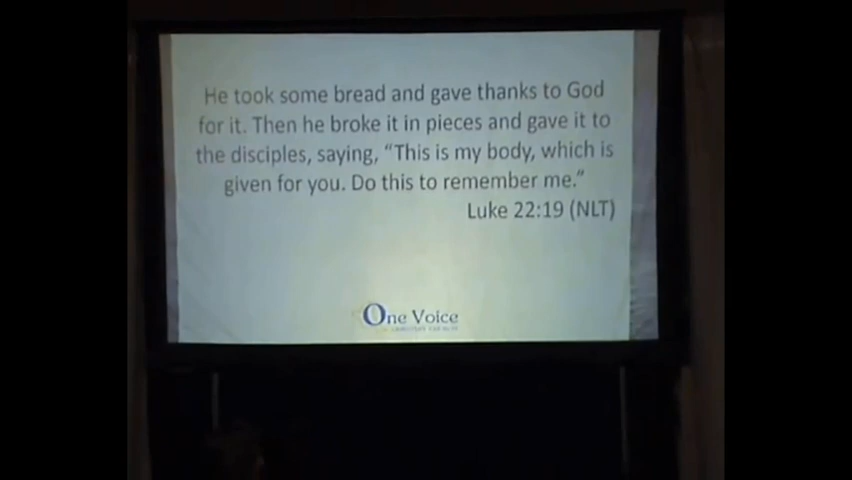 He took some bread and gave thanks to God
for it. Then he broke it in pieces and gave it to
the disciples, saying, “This is my body, which is
given for you. Do this to remember me.”
Luke 22:19 (NLT)
One Voice